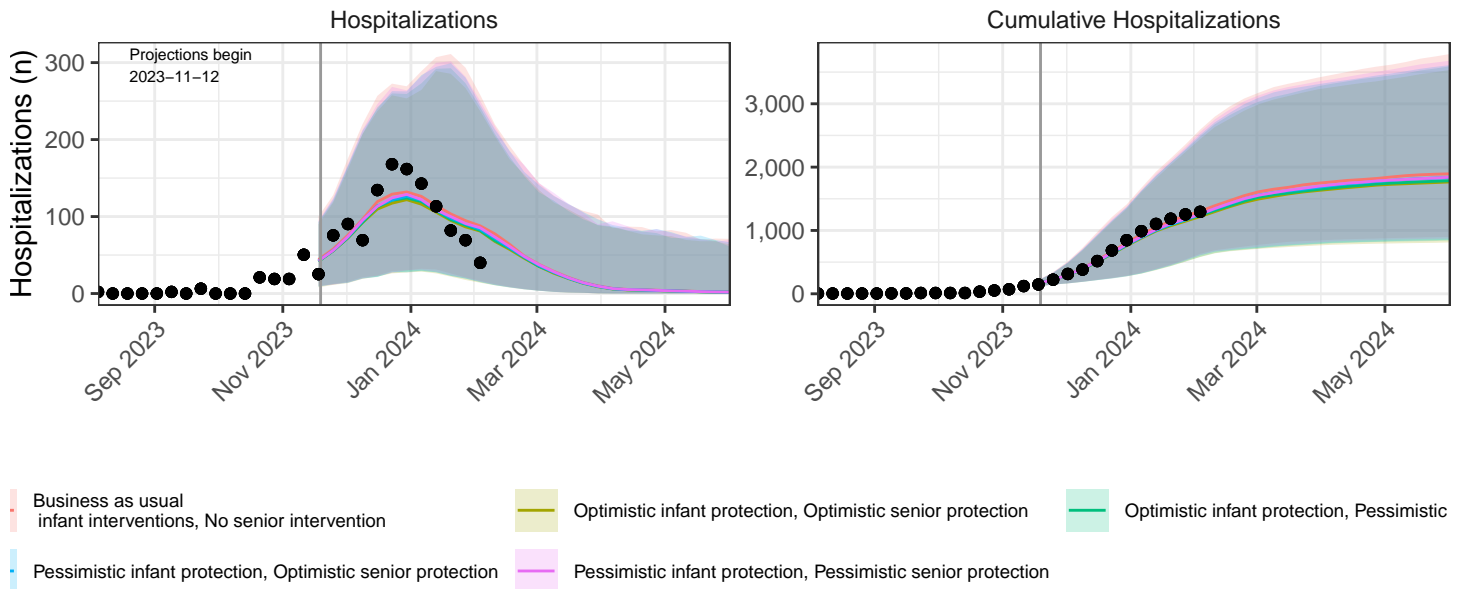 Hospitalizations
Cumulative Hospitalizations
Hospitalizations (n)
Projections begin
2023−11−12
300
200
100
0
3,000
2,000
1,000
0
Sep 2023
Nov 2023
Jan 2024
Mar 2024
May 2024
Sep 2023
Nov 2023
Jan 2024
Mar 2024
May 2024
Business as usual
infant interventions, No senior intervention
Optimistic infant protection, Optimistic senior protection
Optimistic infant protection, Pessimistic
Pessimistic infant protection, Optimistic senior protection
Pessimistic infant protection, Pessimistic senior protection